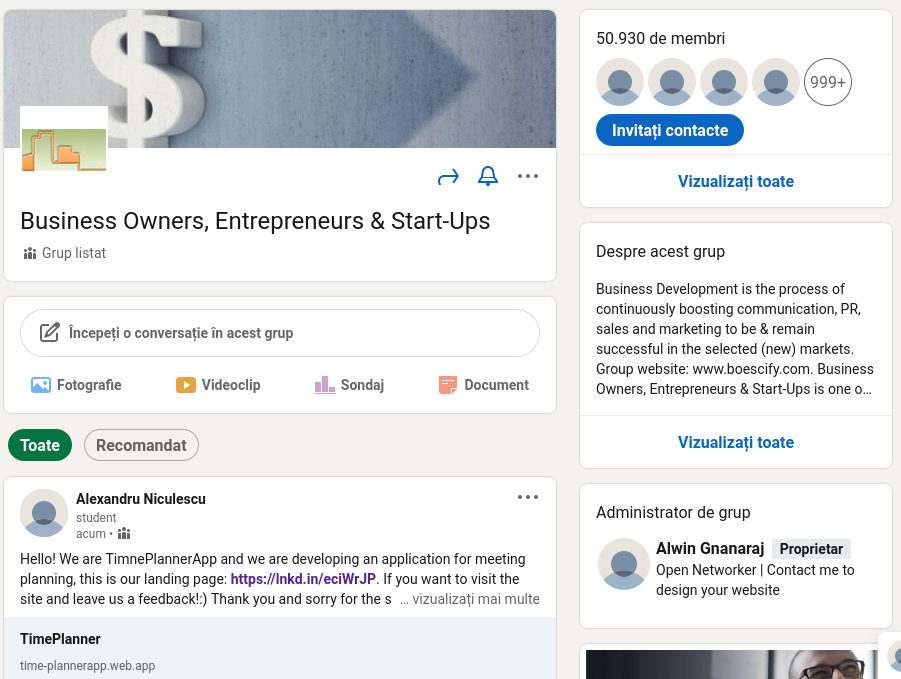 Business Owners, Entrepreneurs & Start-Ups
Grup listat
Începeți o conversație în acest grup
Fotografie
Videoclip
Sondaj
Document
Toate
Recomandat
Alexandru Niculescu
student
acum •
Hello! We are TimnePlannerApp and we are developing an application for meeting
planning, this is our landing page: https://lnkd.in/eciWrJP. If you want to visit the
site and leave us a feedback!:) Thank you and sorry for the s … vizualizați mai multe
TimePlanner
time-plannerapp.web.app
50.930 de membri
999+
Invitați contacte
Vizualizați toate
Despre acest grup
Business Development is the process of
continuously boosting communication, PR,
sales and marketing to be & remain
successful in the selected (new) markets.
Group website: www.boescify.com. Business
Owners, Entrepreneurs & Start-Ups is one o…
Vizualizați toate
Administrator de grup
Alwin Gnanaraj Proprietar
Open Networker | Contact me to
design your website